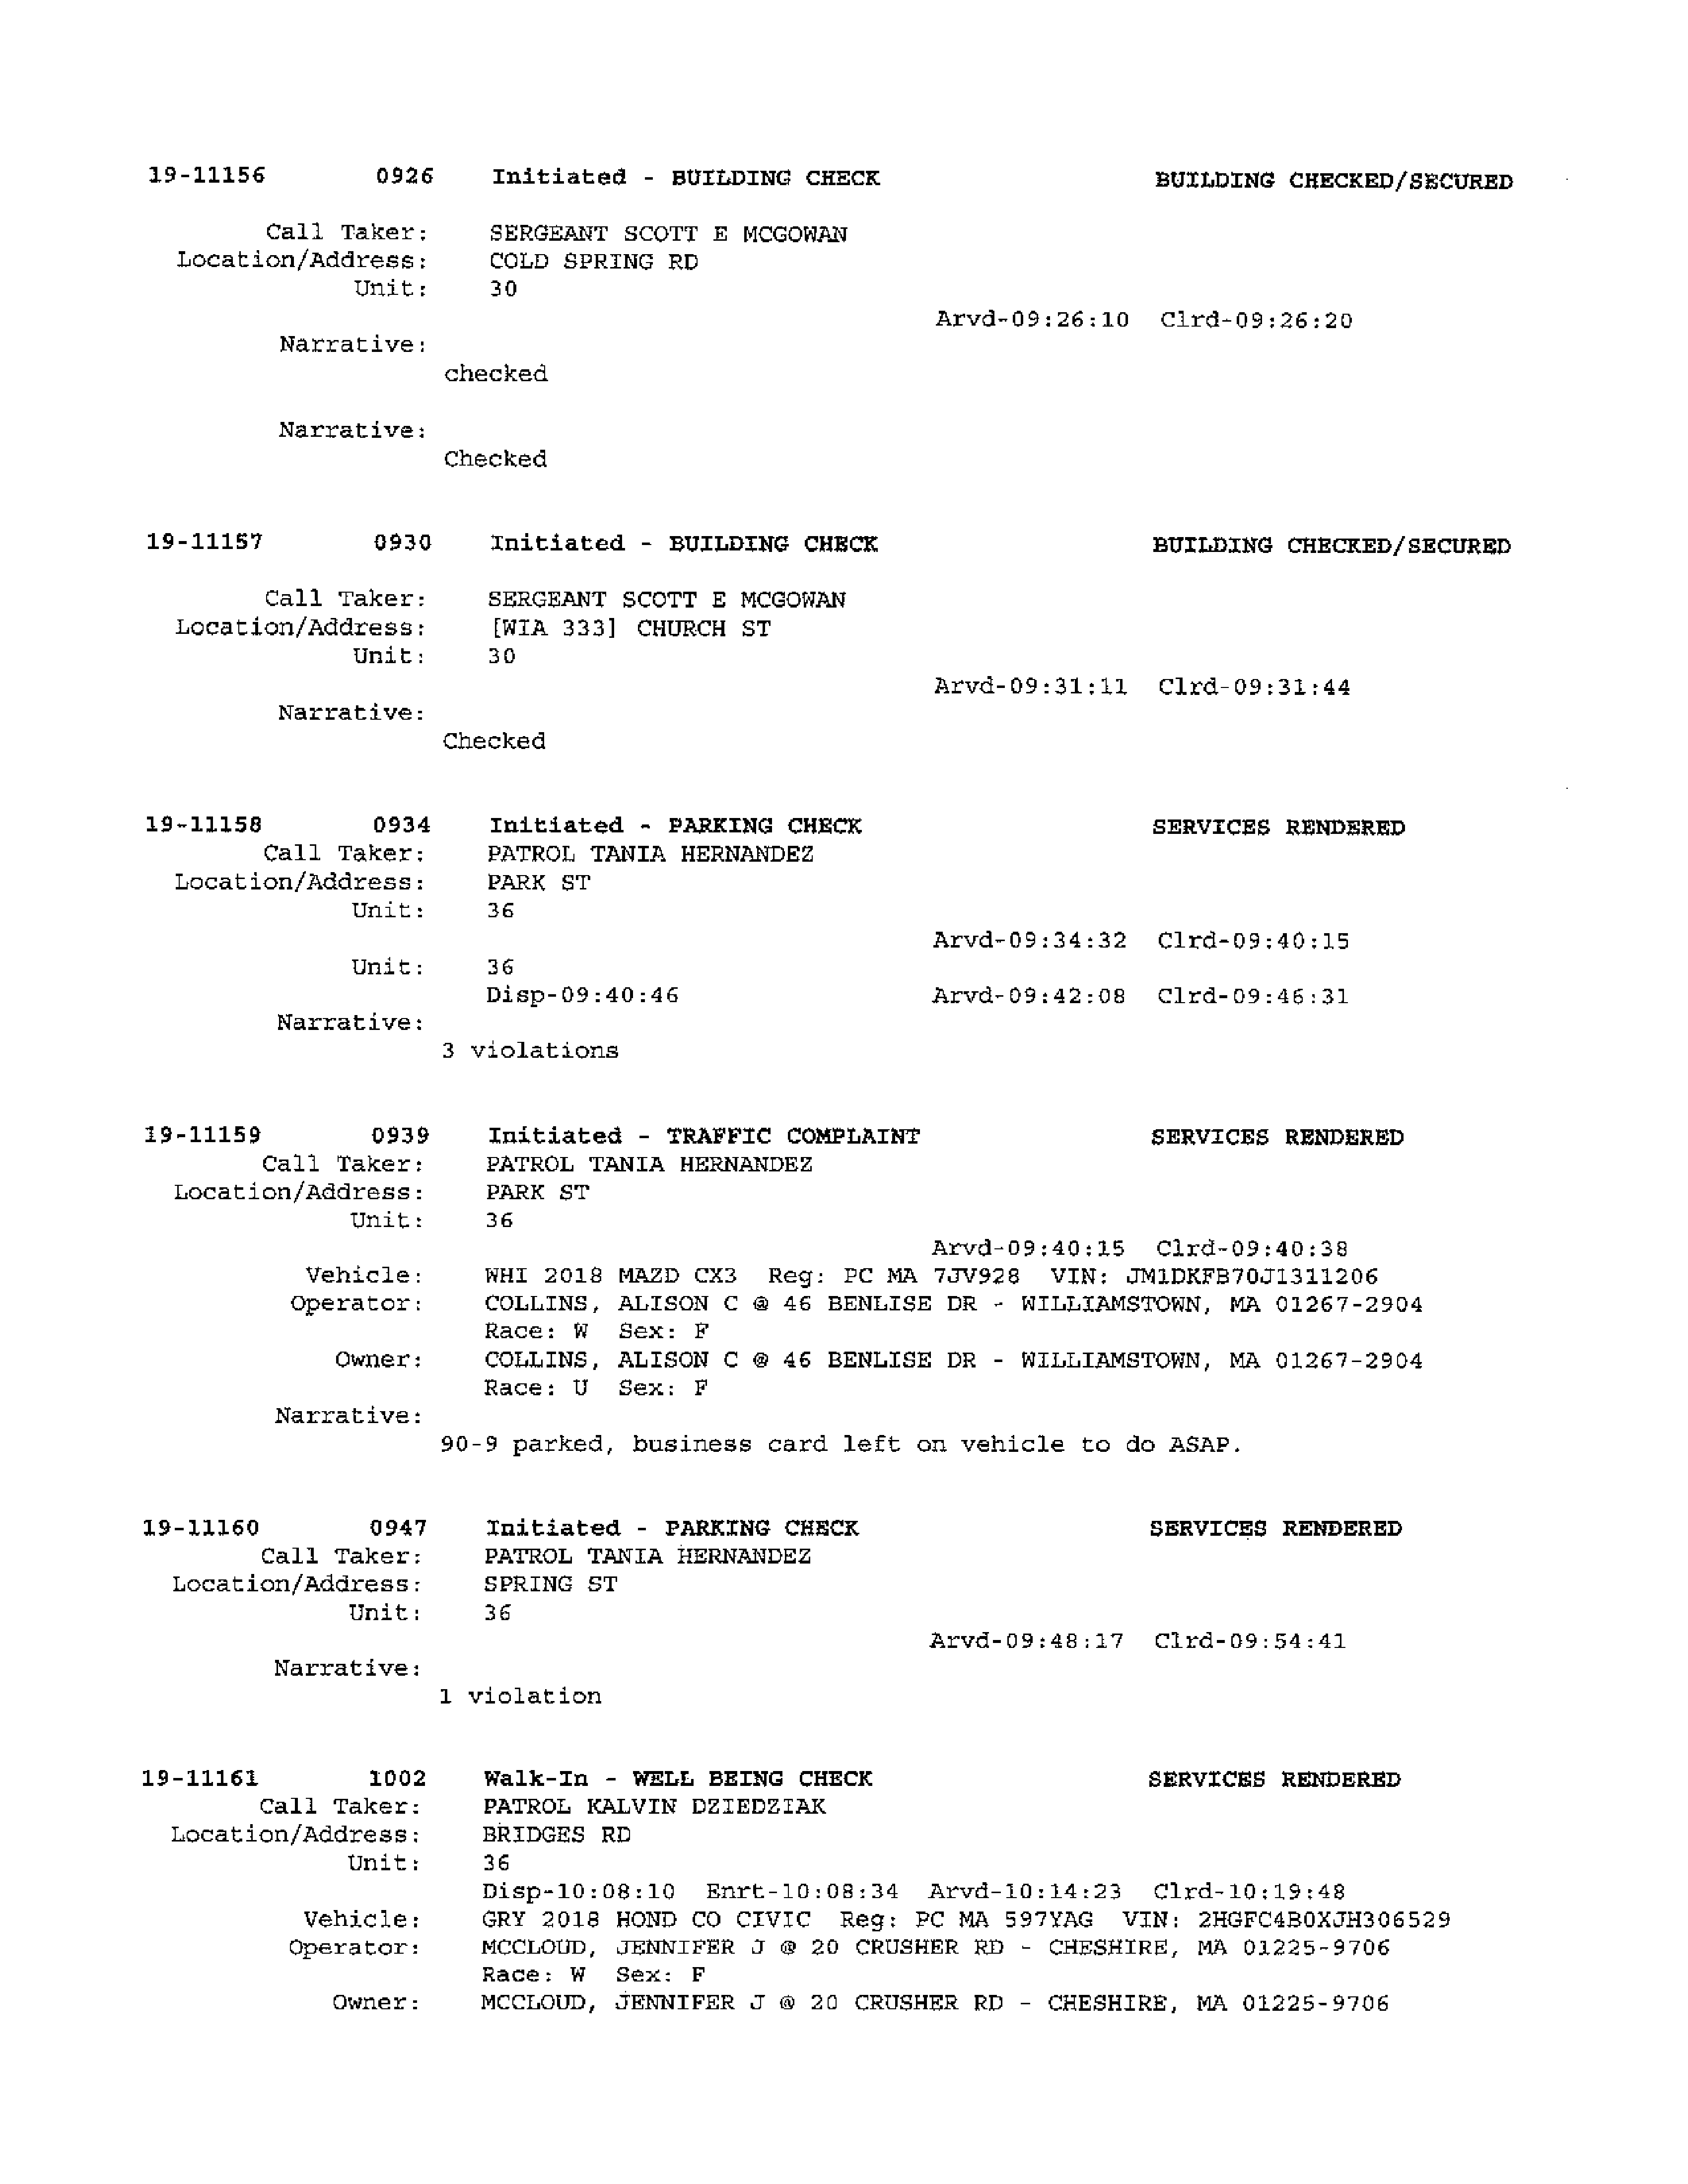 19-11156 0926 Initiated - BUILDING CHECK BUILDING CHECKED/SECURED
Call Taker: SERGEANT SCOTT E MCGOWAN
Location/Address: COLD SPRING RD
Unit: 30
Arvd-09:26:10 Clrd-09:26:20
Narrative:
checked
Narrative:
Checked
19-11157 0930 Initiated - BUILDING CHECK BUILDING CHECKED/SECURED
Call Taker: SERGEANT SCOTT E MCGOWAN
Location/Address: [WIA 333] CHURCH ST
Unit: 30
Arvd-09:31:11 Clrd-09:31:44
Narrative:
Checked
19-11158 0934 Initiated - PARKING CHECK SERVICES RENDERED
Call Taker: PATROL TANIA HERNANDEZ
Location/Address: PARK ST
Unit: 36
Arvd-09:34:32 Clrd-09:40:15
Unit: 36
Disp-09:40:46 Arvd-09:42:08 Clrd-09:46:31
Narrative:
3 violations
19-11159 0939 Initiated - TRAFFIC COMPLAINT SERVICES RENDERED
Call Taker: PATROL TANIA HERNANDEZ
Location/Address: PARK ST
Unit: 36
Arvd-09:40:15 Clrd-09:40:38
Vehicle: WHI 2018 MAZD CX3 Reg: PC MA 7JV928 VIN: JM1DKFB70J1311206
Operator: COLLINS, ALISON C @ 46 BENLISE DR - WILLIAMSTOWN, MA 01267-2904
Race: W Sex: F
Owner: COLLINS, ALISON C @ 46 BENLISE DR - WILLIAMSTOWN, MA 01267-2904
Race: U Sex: F
Narrative:
90-9 parked, business card left on vehicle to do ASAP.
19-11160 0947 Initiated - PARKING CHECK SERVICES RENDERED
Call Taker: PATROL TANIA HERNANDEZ
Location/Address: SPRING ST
Unit: 36
Arvd-09:48:17 Clrd-09:54:41
Narrative:
1 violation
19-11161 1002 Walk-In - WELL BEING CHECK SERVICES RENDERED
Call Taker: PATROL KALVIN DZIEDZIAK
Location/Address: BRIDGES RD
Unit: 36
Disp-10:08:10 Enrt-10:08:34 Arvd-10:14:23 Clrd-10:19:48
Vehicle: GRY 2018 HOND CO CIVIC Reg: PC MA 597YAG VIN: 2HGFC4B0XJH306529
Operator: MCCLOUD, JENNIFER J @ 20 CRUSHER RD - CHESHIRE, MA 01225-9706
Race: W Sex: F
Owner: MCCLOUD, JENNIFER J @ 20 CRUSHER RD - CHESHIRE, MA 01225-9706